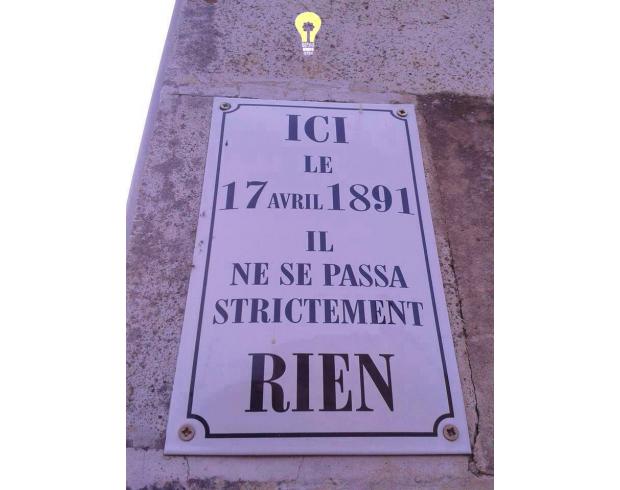 ICI
LE
17 AVRIL 1891
IL
NE SE PASSA
STRICTEMENT
RIEN